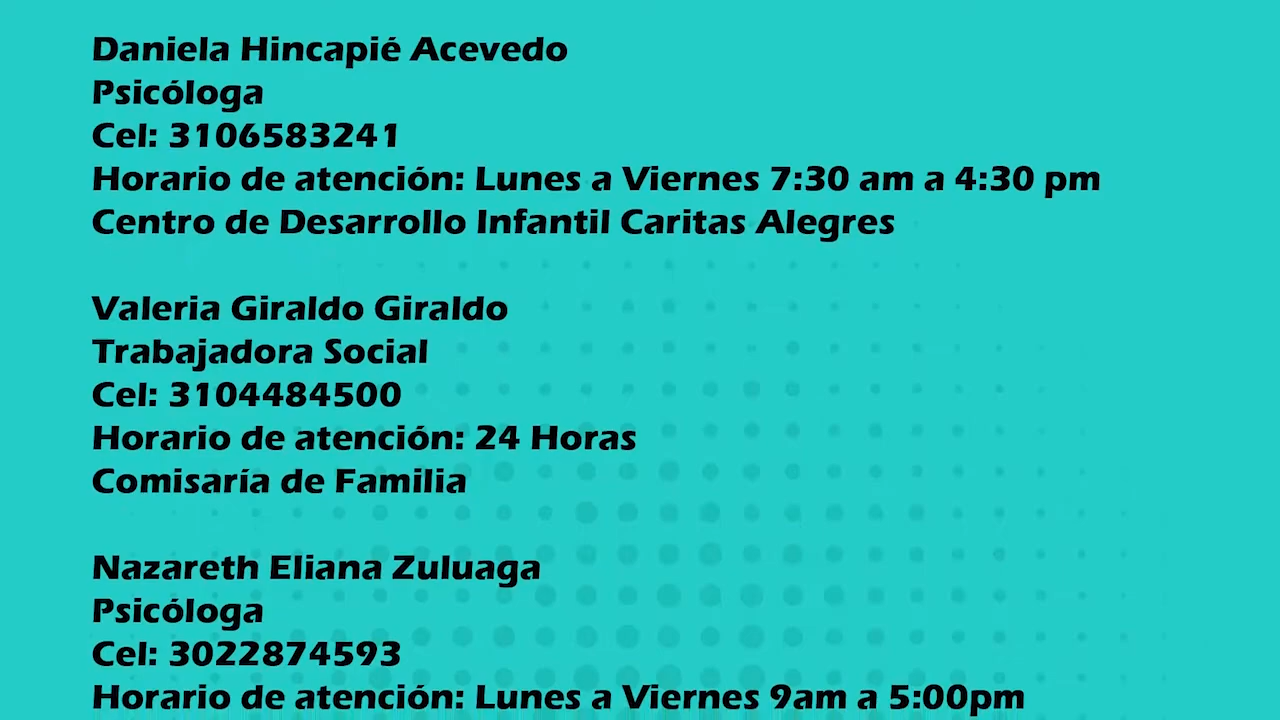 Daniela Hincapié Acevedo
Psicóloga
Cel: 3106583241
Horario de atención: Lunes a Viernes 7:30 am a 4:30 pm
Centro de Desarrollo Infantil Caritas Alegres
Valeria Giraldo Giraldo
Trabajadora Social
Cel: 3104484500
Horario de atención: 24 Horas
Comisaría de Familia
Nazareth Eliana Zuluaga
Psicóloga
Cel: 3022874593
Horario de atención: Lunes a Viernes 9am a 5:00pm